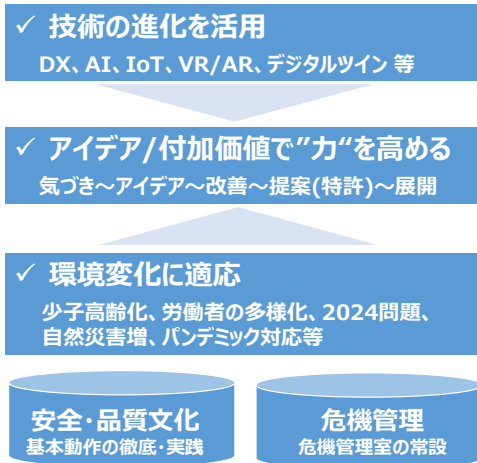 ✓ 技術の進化を活用
DX、AI、IoT、VR/AR、デジタルツイン 等
✓ アイデア/付加価値で”力“を高める
気づき～アイデア～改善～提案(特許)～展開
✓ 環境変化に適応
少子高齢化、労働者の多様化、2024問題、
自然災害増、パンデミック対応等
安全･品質文化
基本動作の徹底･実践
危機管理
危機管理室の常設